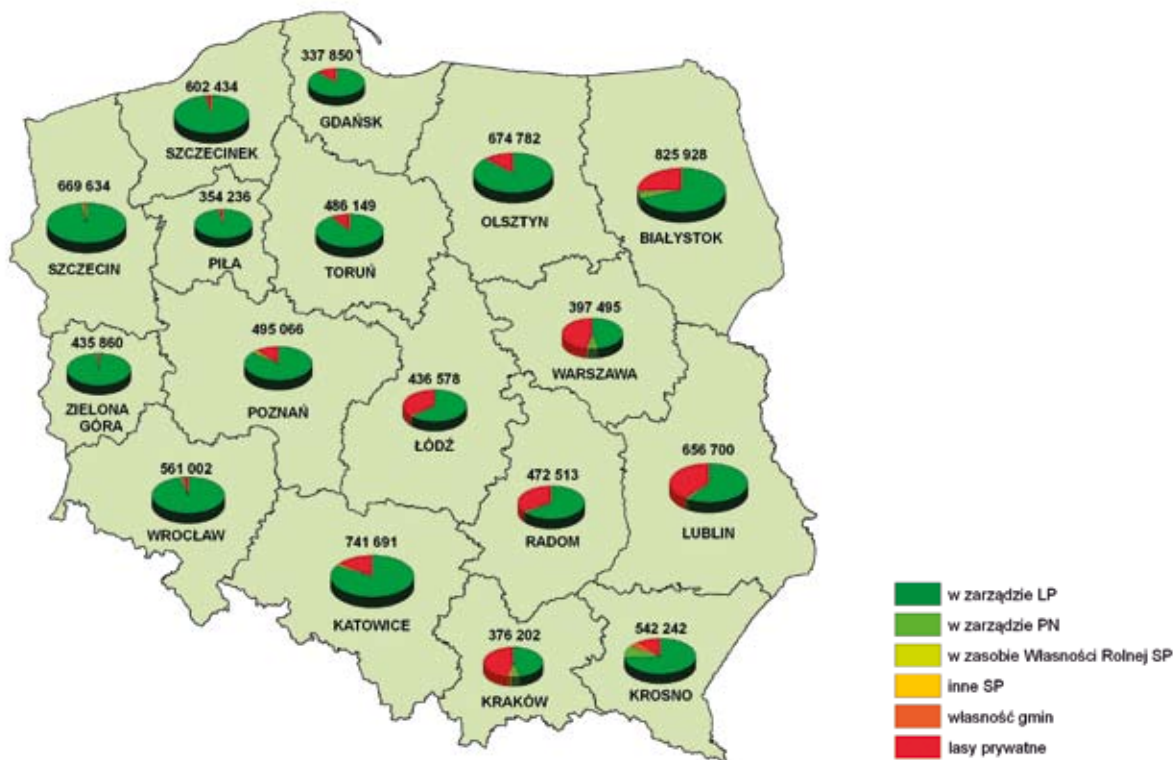 337 850
GDAŃSK
602 434
SZCZECINEK
674 782
OLSZTYN
825 928
BIAŁYSTOK
669 634
SZCZECIN
354 236
PIŁA
486 149
TORUŃ
397 495
WARSZAWA
435 860
ZIELONA
GÓRA
495 066
POZNAŃ
436 578
ŁÓDŹ
656 700
LUBLIN
472 513
RADOM
561 002
WROCŁAW
741 691
KATOWICE
376 202
KRAKÓW
542 242
KROSNO
w zarządzie LP
w zarządzie PN
w zasobie Własności Rolnej SP
inne SP
własność gmin
lasy prywatne